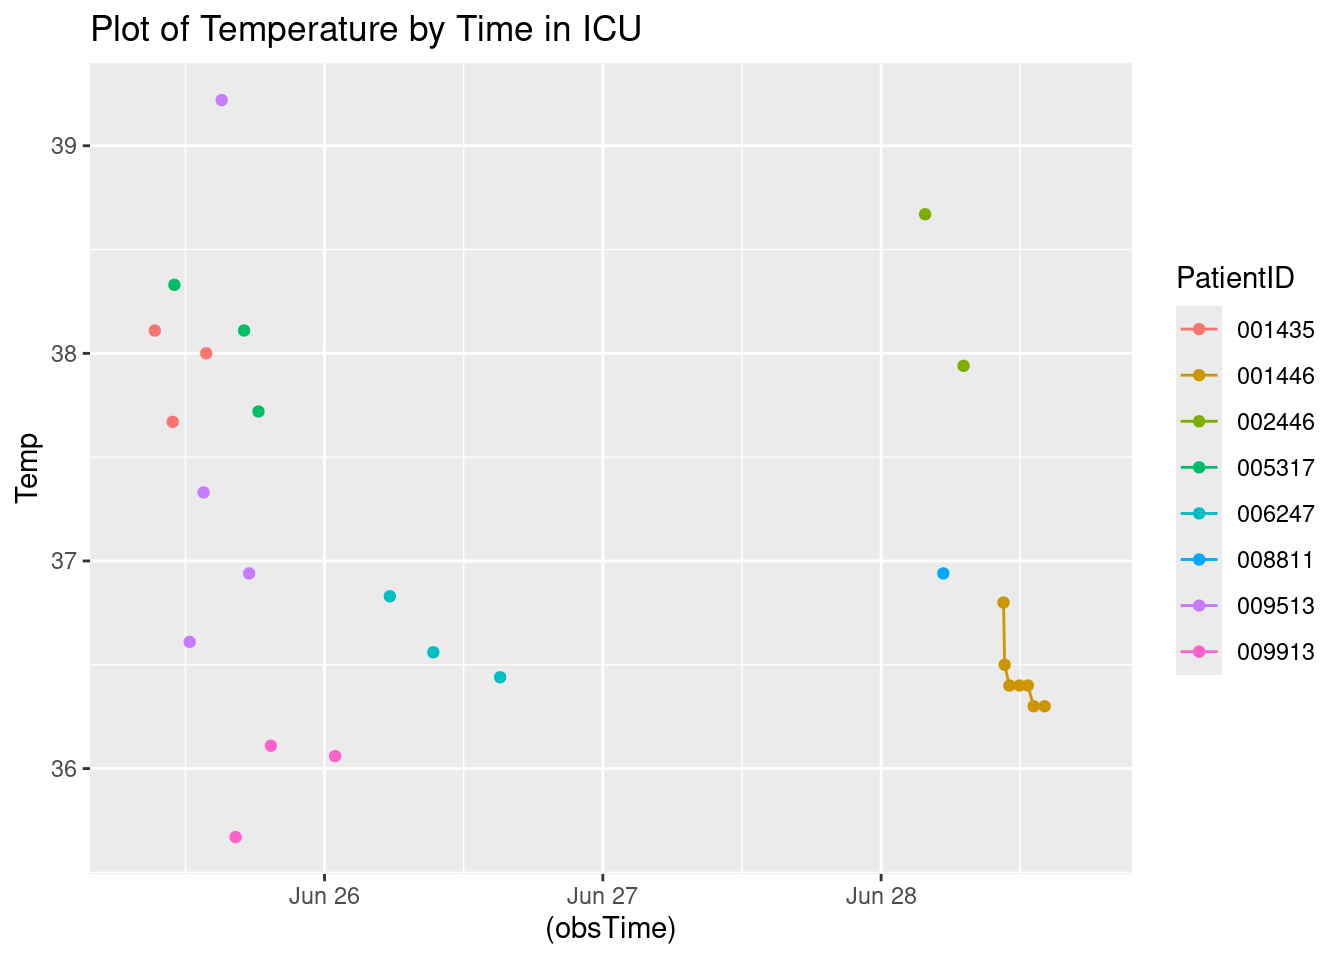 Plot of Temperature by Time in ICU
39
38
37
36
Temp
Jun 26
Jun 27
Jun 28
(obsTime)
PatientID
001435
001446
002446
005317
006247
008811
009513
009913